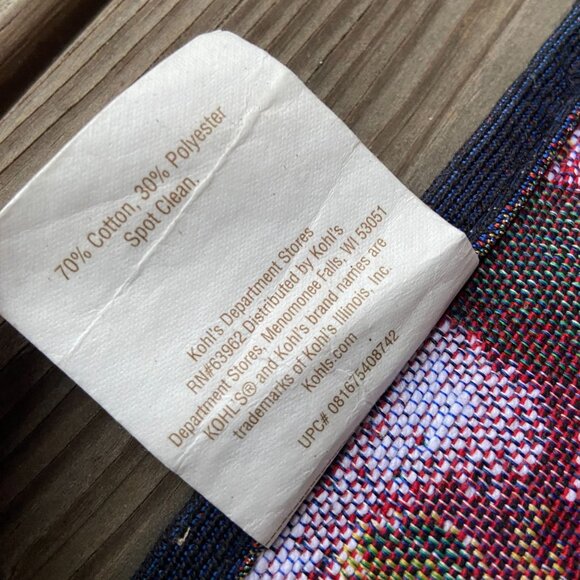 70% Cotton, 30% Polyester
Spot Clean.
Kohl's Department Stores
RN#63962 Distributed by Kohl's
Department Stores, Menomonee Falls, WI 53051
KOHLS® and Kohl's brand names are
trademarks of Kohl's Illinois, Inc.
Kohls.com
UPC# 081675408742